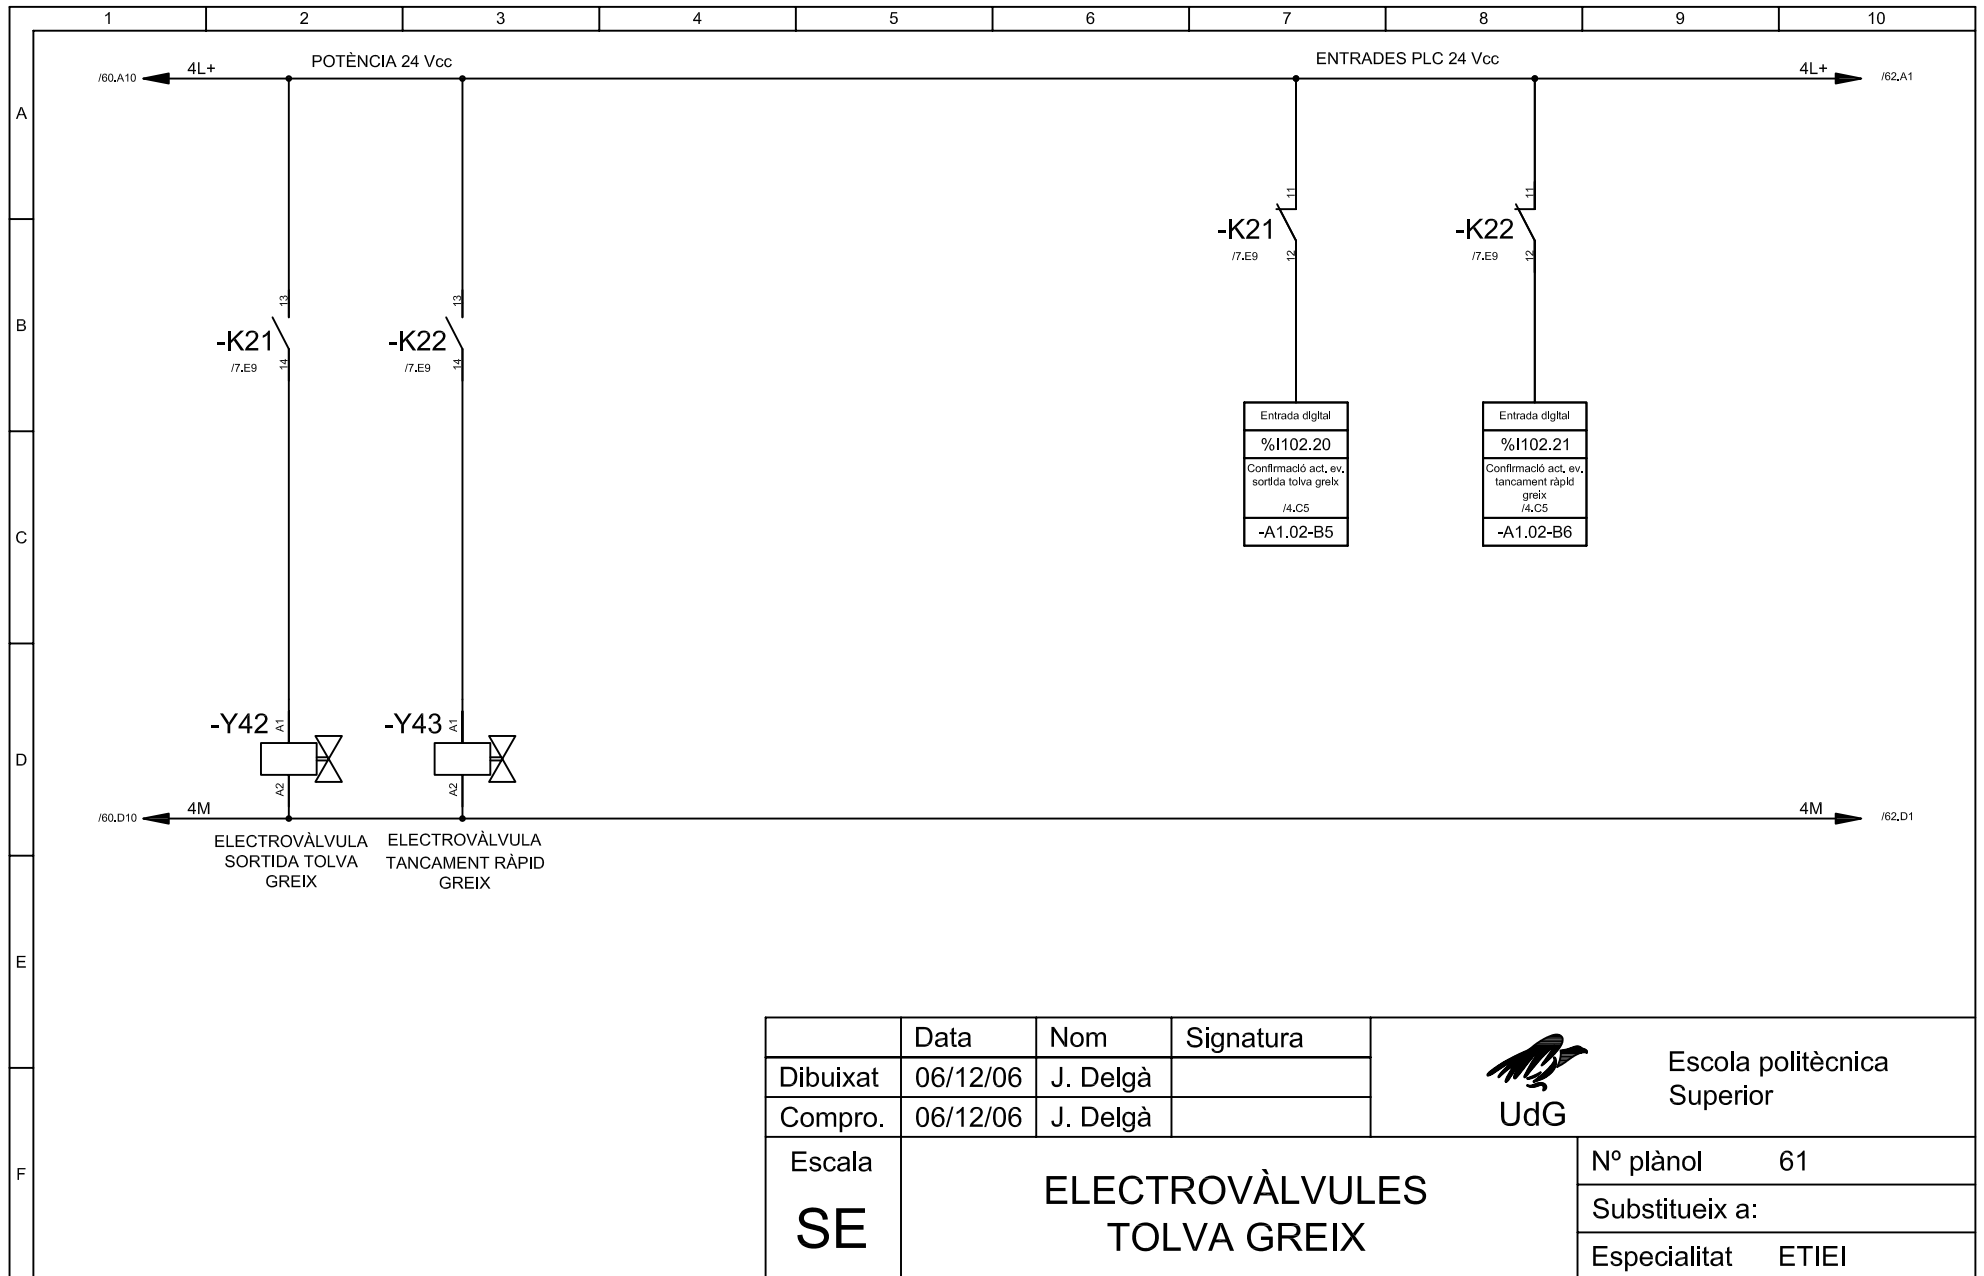 1 2 3 4 5 6 7 8 9 10
A
B
C
D
E
F
POTÈNCIA 24 Vcc
ENTRADES PLC 24 Vcc
/60.A10
4L+
4L+
/62.A1
11
-K21
/7.E9
12
11
-K22
/7.E9
12
13
-K21
/7.E9
14
13
-K22
/7.E9
14
Entrada digital
%I102.20
Confirmació act. ev.
sortida tolva greix
/4.C5
-A1.02-B5
Entrada digital
%I102.21
Confirmació act. ev.
tancament ràpid
greix
/4.C5
-A1.02-B6
-Y42
A1
A2
-Y43
A1
A2
/60.D10
4M
4M
/62.D1
ELECTROVÀLVULA
SORTIDA TOLVA
GREIX
ELECTROVÀLVULA
TANCAMENT RÀPID
GREIX
Data Nom Signatura
Dibuixat 06/12/06 J. Delgà
Compro. 06/12/06 J. Delgà
UdG
Escola politècnica
Superior
Escala
SE
ELECTROVÀLVULES
TOLVA GREIX
Nº plànol 61
Substitueix a:
Especialitat ETIEI